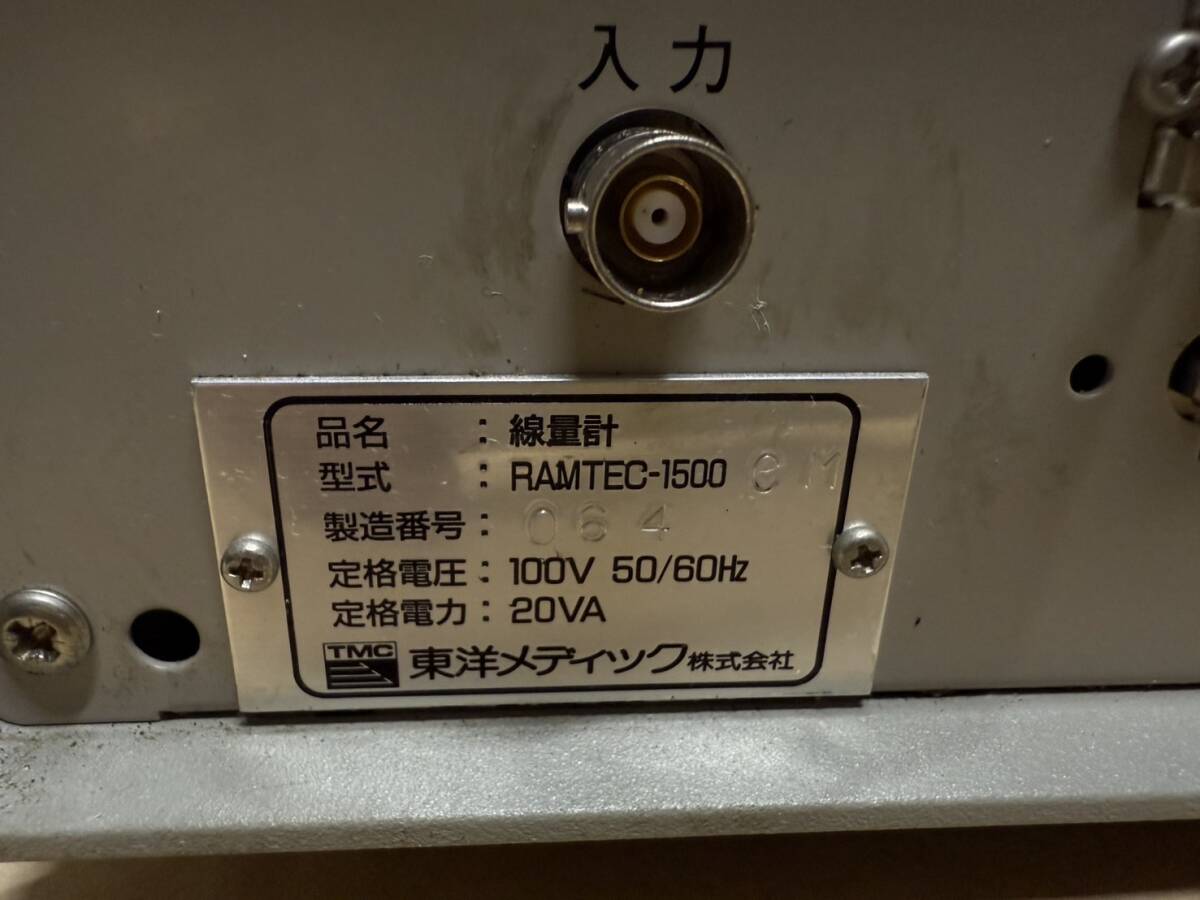 入力
品名 : 線量計
型式 : RAMTEC-1500 CM
製造番号 : 064
定格電圧 : 100V 50/60Hz
定格電力 : 20VA
TMC 東洋メディック株式会社